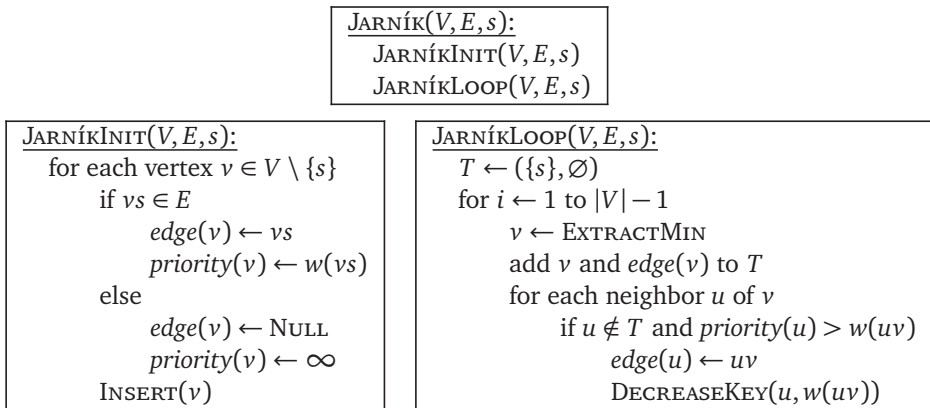 JARNÍK(V, E, s):
JARNÍKINIT(V, E, s)
JARNÍKLOOP(V, E, s)
JARNÍKINIT(V, E, s):
for each vertex v ∈ V \ {s}
if vs ∈ E
edge(v) ← vs
priority(v) ← w(vs)
else
edge(v) ← NULL
priority(v) ← ∞
INSERT(v)
JARNÍKLOOP(V, E, s):
T ← ({s}, ∅)
for i ← 1 to |V| − 1
v ← EXTRACTMIN
add v and edge(v) to T
for each neighbor u of v
if u ∉ T and priority(u) > w(uv)
edge(u) ← uv
DECREASEKEY(u, w(uv))